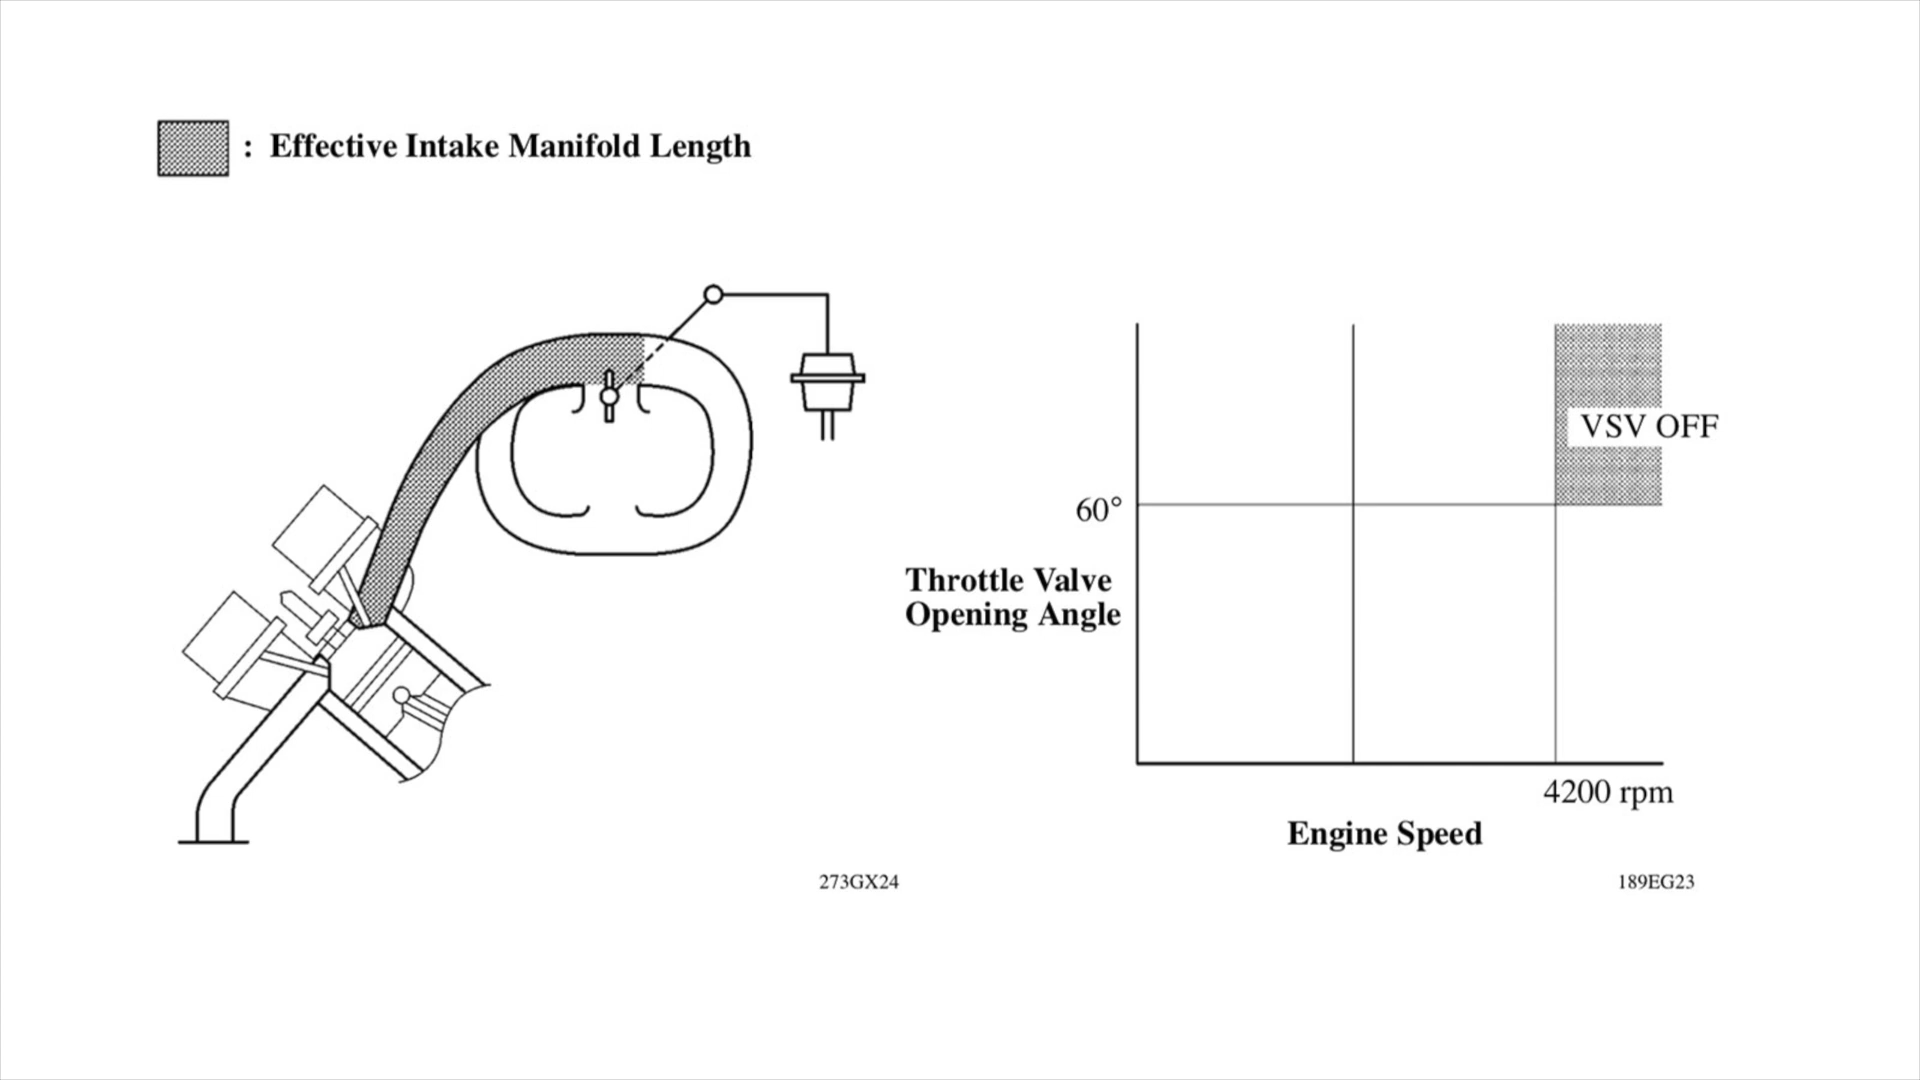 : Effective Intake Manifold Length
VSV OFF
60°
Throttle Valve
Opening Angle
4200 rpm
Engine Speed
273GX24
189EG23